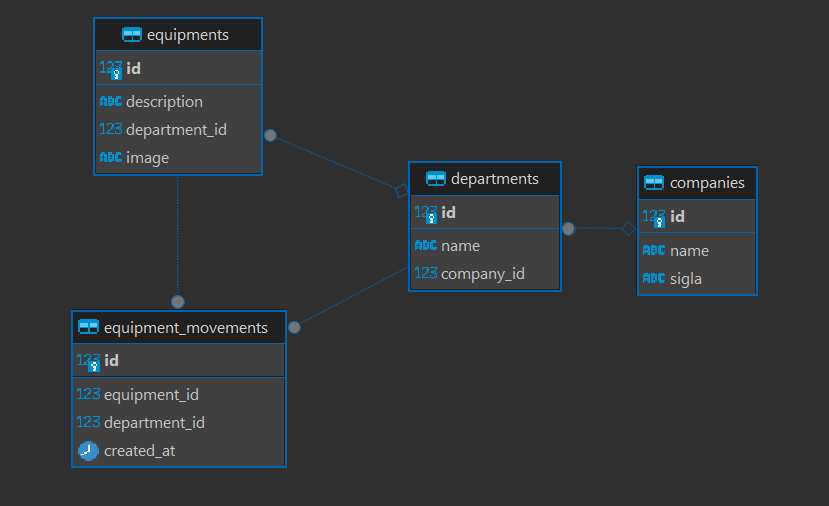 equipments
123 id
ABC description
123 department_id
ABC image
departments
123 id
ABC name
123 company_id
companies
123 id
ABC name
ABC sigla
equipment_movements
123 id
123 equipment_id
123 department_id
created_at